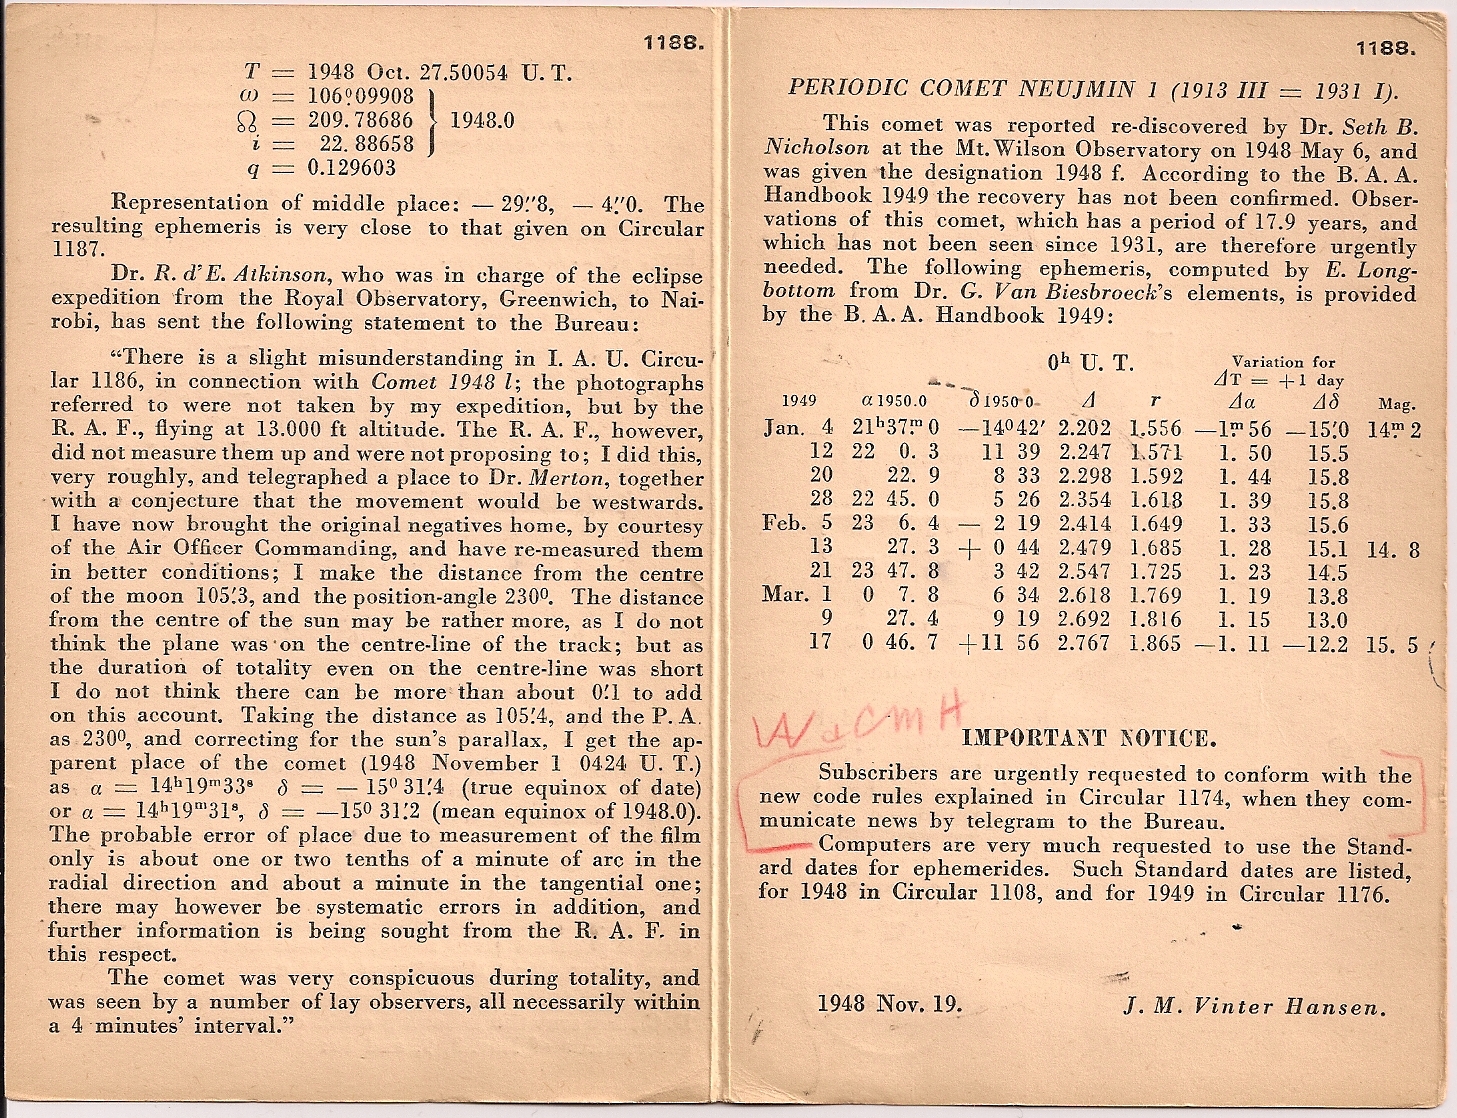 1188.
T = 1948 Oct. 27.50054 U. T.
ω = 106°09908
Ω = 209.78686 } 1948.0
i = 22. 88658
q = 0.129603
Representation of middle place: — 29″.8, — 4″.0. The
resulting ephemeris is very close to that given on Circular
1187.
Dr. R. d'E. Atkinson, who was in charge of the eclipse
expedition from the Royal Observatory, Greenwich, to Nai-
robi, has sent the following statement to the Bureau:
“There is a slight misunderstanding in I. A. U. Circu-
lar 1186, in connection with Comet 1948 l; the photographs
referred to were not taken by my expedition, but by the
R. A. F., flying at 13.000 ft altitude. The R. A. F., however,
did not measure them up and were not proposing to; I did this,
very roughly, and telegraphed a place to Dr. Merton, together
with a conjecture that the movement would be westwards.
I have now brought the original negatives home, by courtesy
of the Air Officer Commanding, and have re-measured them
in better conditions; I make the distance from the centre
of the moon 105′.3, and the position-angle 230°. The distance
from the centre of the sun may be rather more, as I do not
think the plane was on the centre-line of the track; but as
the duration of totality even on the centre-line was short
I do not think there can be more than about 0′.1 to add
on this account. Taking the distance as 105′.4, and the P. A.
as 230°, and correcting for the sun's parallax, I get the ap-
parent place of the comet (1948 November 1 0424 U. T.)
as α = 14ʰ19ᵐ33ˢ δ = — 15° 31′.4 (true equinox of date)
or α = 14ʰ19ᵐ31ˢ, δ = —15° 31′.2 (mean equinox of 1948.0).
The probable error of place due to measurement of the film
only is about one or two tenths of a minute of arc in the
radial direction and about a minute in the tangential one;
there may however be systematic errors in addition, and
further information is being sought from the R. A. F. in
this respect.
The comet was very conspicuous during totality, and
was seen by a number of lay observers, all necessarily within
a 4 minutes' interval.”
1188.
PERIODIC COMET NEUJMIN 1 (1913 III = 1931 I).
This comet was reported re-discovered by Dr. Seth B.
Nicholson at the Mt. Wilson Observatory on 1948 May 6, and
was given the designation 1948 f. According to the B. A. A.
Handbook 1949 the recovery has not been confirmed. Obser-
vations of this comet, which has a period of 17.9 years, and
which has not been seen since 1931, are therefore urgently
needed. The following ephemeris, computed by E. Long-
bottom from Dr. G. Van Biesbroeck's elements, is provided
by the B. A. A. Handbook 1949:
0ʰ U. T. Variation for
ΔT = +1 day
1949 α 1950.0 δ 1950.0 Δ r Δα Δδ Mag.
Jan. 4 21ʰ37ᵐ.0 —14°42′ 2.202 1.556 —1ᵐ.56 —15′.0 14ᵐ.2
12 22 0. 3 11 39 2.247 1.571 1. 50 15.5
20 22. 9 8 33 2.298 1.592 1. 44 15.8
28 22 45. 0 5 26 2.354 1.618 1. 39 15.8
Feb. 5 23 6. 4 — 2 19 2.414 1.649 1. 33 15.6
13 27. 3 + 0 44 2.479 1.685 1. 28 15.1 14. 8
21 23 47. 8 3 42 2.547 1.725 1. 23 14.5
Mar. 1 0 7. 8 6 34 2.618 1.769 1. 19 13.8
9 27. 4 9 19 2.692 1.816 1. 15 13.0
17 0 46. 7 +11 56 2.767 1.865 —1. 11 —12.2 15. 5
IMPORTANT NOTICE.
Subscribers are urgently requested to conform with the
new code rules explained in Circular 1174, when they com-
municate news by telegram to the Bureau.
Computers are very much requested to use the Stand-
ard dates for ephemerides. Such Standard dates are listed,
for 1948 in Circular 1108, and for 1949 in Circular 1176.
1948 Nov. 19. J. M. Vinter Hansen.